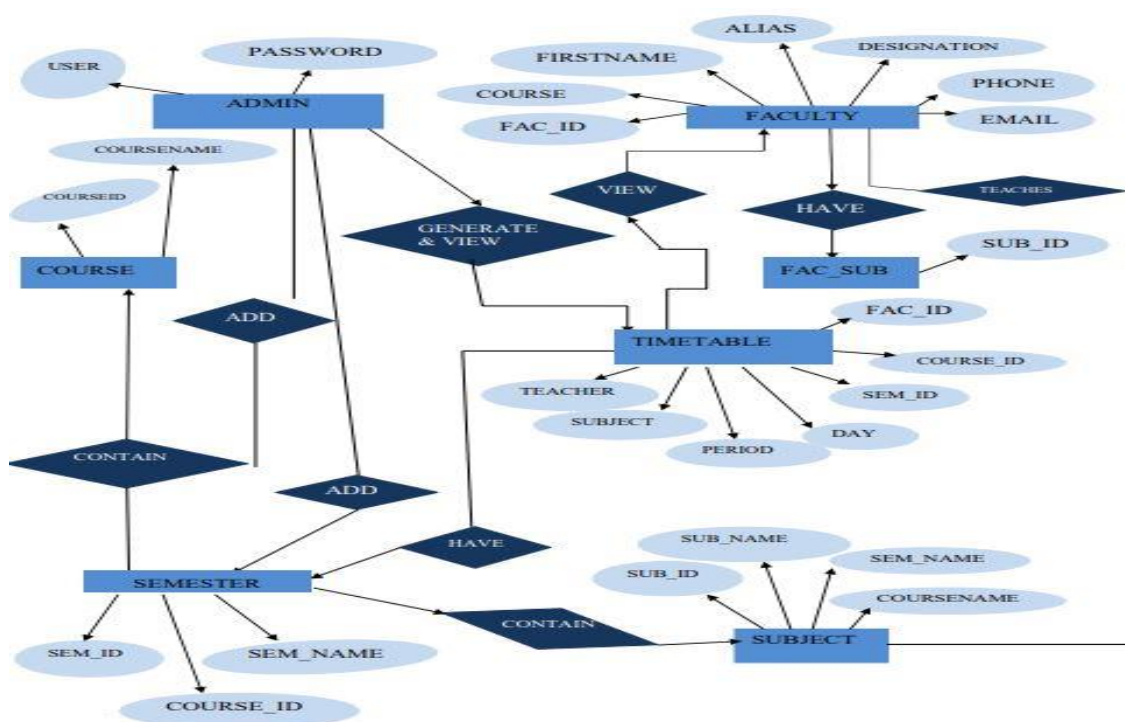 ALIAS
PASSWORD
DESIGNATION
USER
FIRSTNAME
PHONE
ADMIN
COURSE
FACULTY
EMAIL
FAC_ID
COURSENAME
VIEW
TEACHES
COURSEID
HAVE
GENERATE
& VIEW
SUB_ID
COURSE
FAC_SUB
ADD
FAC_ID
TIMETABLE
COURSE_ID
TEACHER
SEM_ID
SUBJECT
DAY
PERIOD
CONTAIN
ADD
HAVE
SUB_NAME
SEM_NAME
SUB_ID
SEMESTER
COURSENAME
CONTAIN
SUBJECT
SEM_ID
SEM_NAME
COURSE_ID